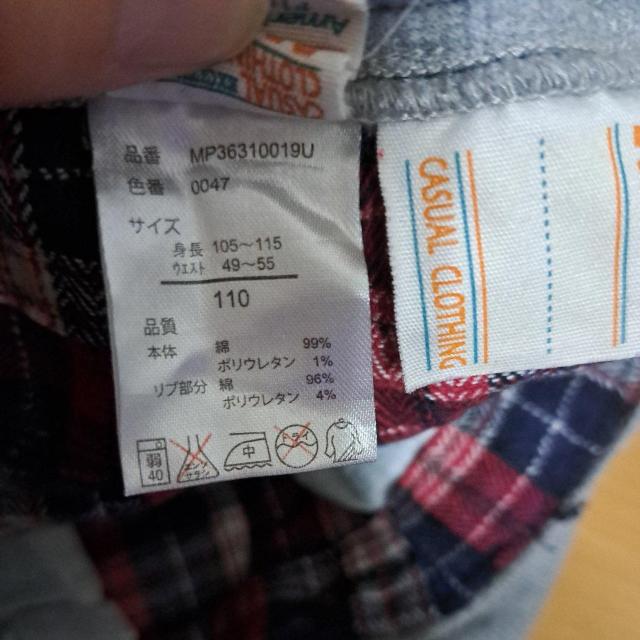 CASUAL
CLOTHIN
品番 MP36310019U
色番 0047
サイズ
身長 105～115
ウエスト 49～55
110
品質
本体 綿 99%
ポリウレタン 1%
リブ部分 綿 96%
ポリウレタン 4%
弱
40
中
CASUAL CLOTHING